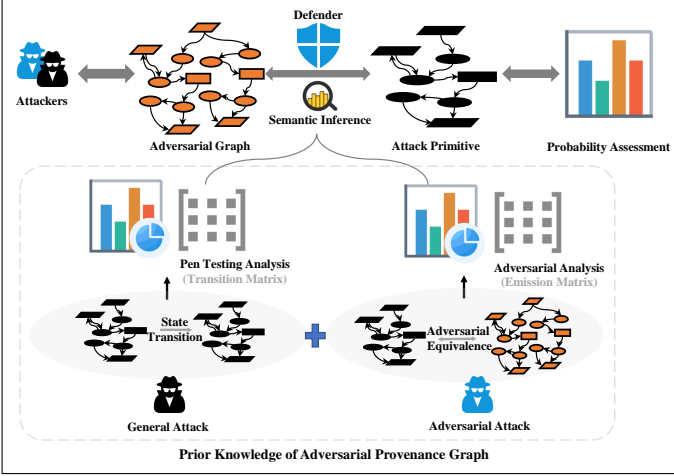 Defender
Attackers
Semantic Inference
Adversarial Graph
Attack Primitive
Probability Assessment
Pen Testing Analysis
(Transition Matrix)
Adversarial Analysis
(Emission Matrix)
State
Transition
Adversarial
Equivalence
General Attack
Adversarial Attack
Prior Knowledge of Adversarial Provenance Graph